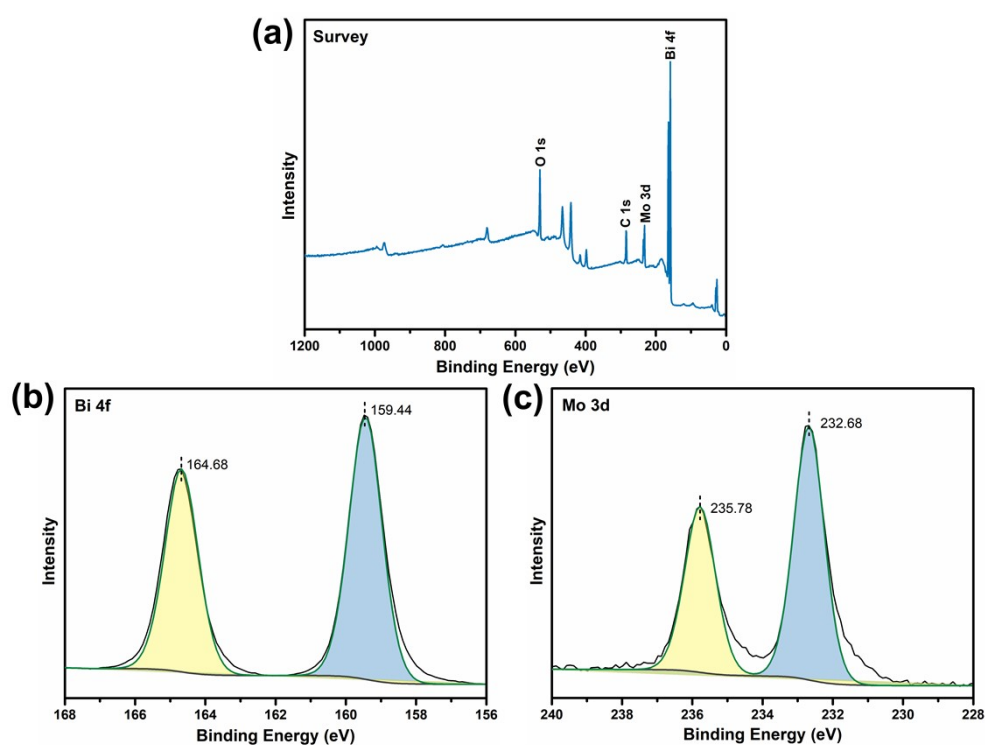 (a)
Survey
Intensity
O 1s
C 1s
Mo 3d
Bi 4f
1200 1000 800 600 400 200 0
Binding Energy (eV)
(b)
Bi 4f
164.68
159.44
Intensity
168 166 164 162 160 158 156
Binding Energy (eV)
(c)
Mo 3d
235.78
232.68
Intensity
240 238 236 234 232 230 228
Binding Energy (eV)